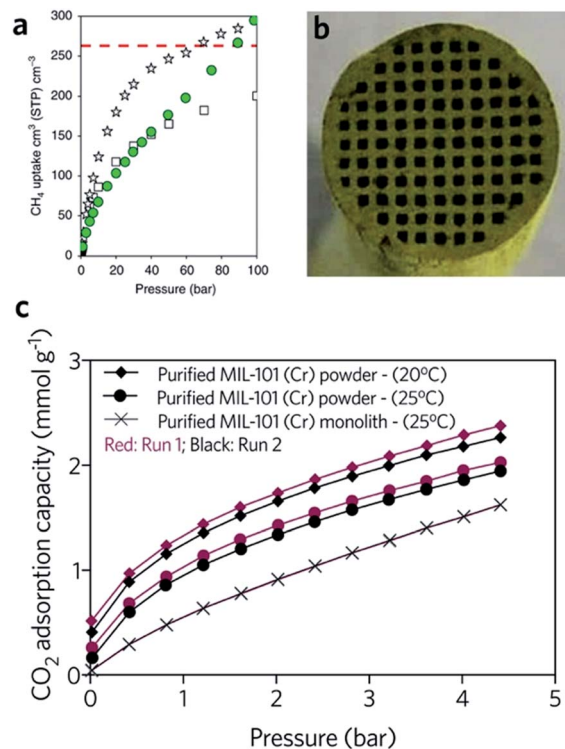 a
CH₄ uptake cm³ (STP) cm⁻³
300
250
200
150
100
50
0
0 20 40 60 80 100
Pressure (bar)
b
c
CO₂ adsorption capacity (mmol g⁻¹)
3
2
1
0
Purified MIL-101 (Cr) powder - (20°C)
Purified MIL-101 (Cr) powder - (25°C)
Purified MIL-101 (Cr) monolith - (25°C)
Red: Run 1; Black: Run 2
0 1 2 3 4 5
Pressure (bar)